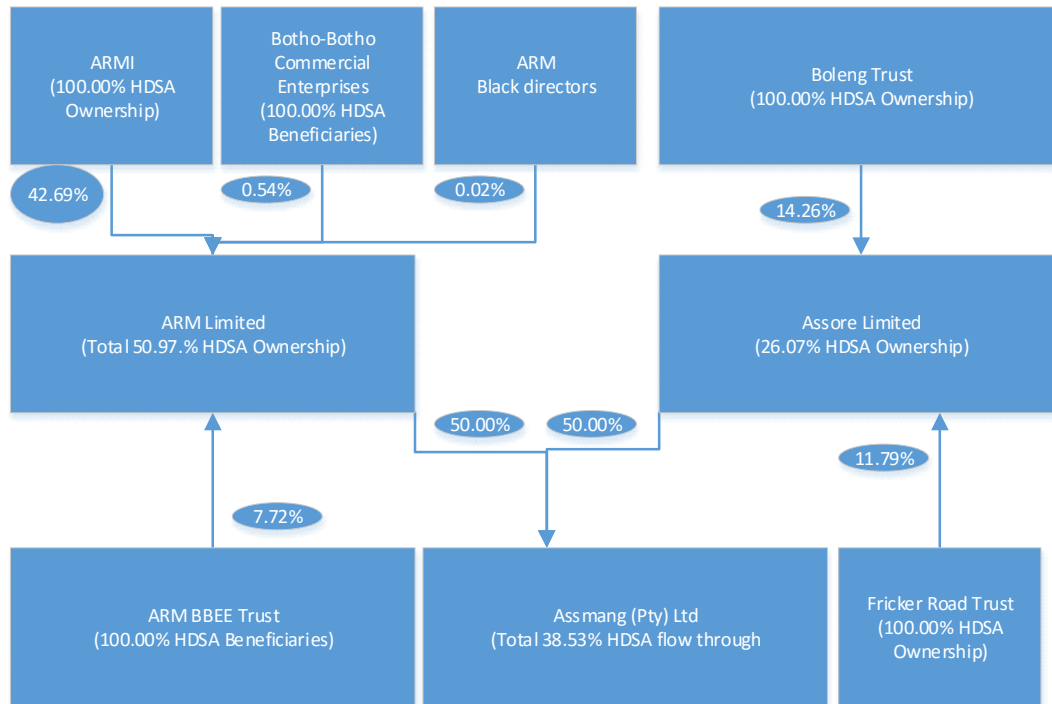 ARMI
(100.00% HDSA
Ownership)
Botho-Botho
Commercial
Enterprises
(100.00% HDSA
Beneficiaries)
ARM
Black directors
Boleng Trust
(100.00% HDSA Ownership)
42.69%
0.54%
0.02%
14.26%
ARM Limited
(Total 50.97.% HDSA Ownership)
Assore Limited
(26.07% HDSA Ownership)
50.00%
50.00%
11.79%
7.72%
ARM BBEE Trust
(100.00% HDSA Beneficiaries)
Assmang (Pty) Ltd
(Total 38.53% HDSA flow through
Fricker Road Trust
(100.00% HDSA
Ownership)